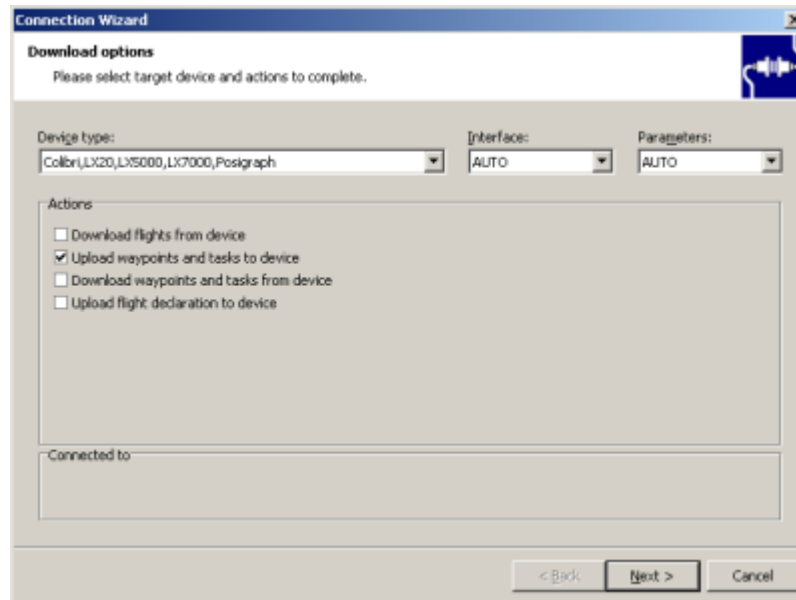 Connection Wizard
Download options
Please select target device and actions to complete.
Device type:
Interface:
Parameters:
Colibri,LX20,LX5000,LX7000,Posigraph
AUTO
AUTO
Actions
Download flights from device
Upload waypoints and tasks to device
Download waypoints and tasks from device
Upload flight declaration to device
Connected to
< Back
Next >
Cancel